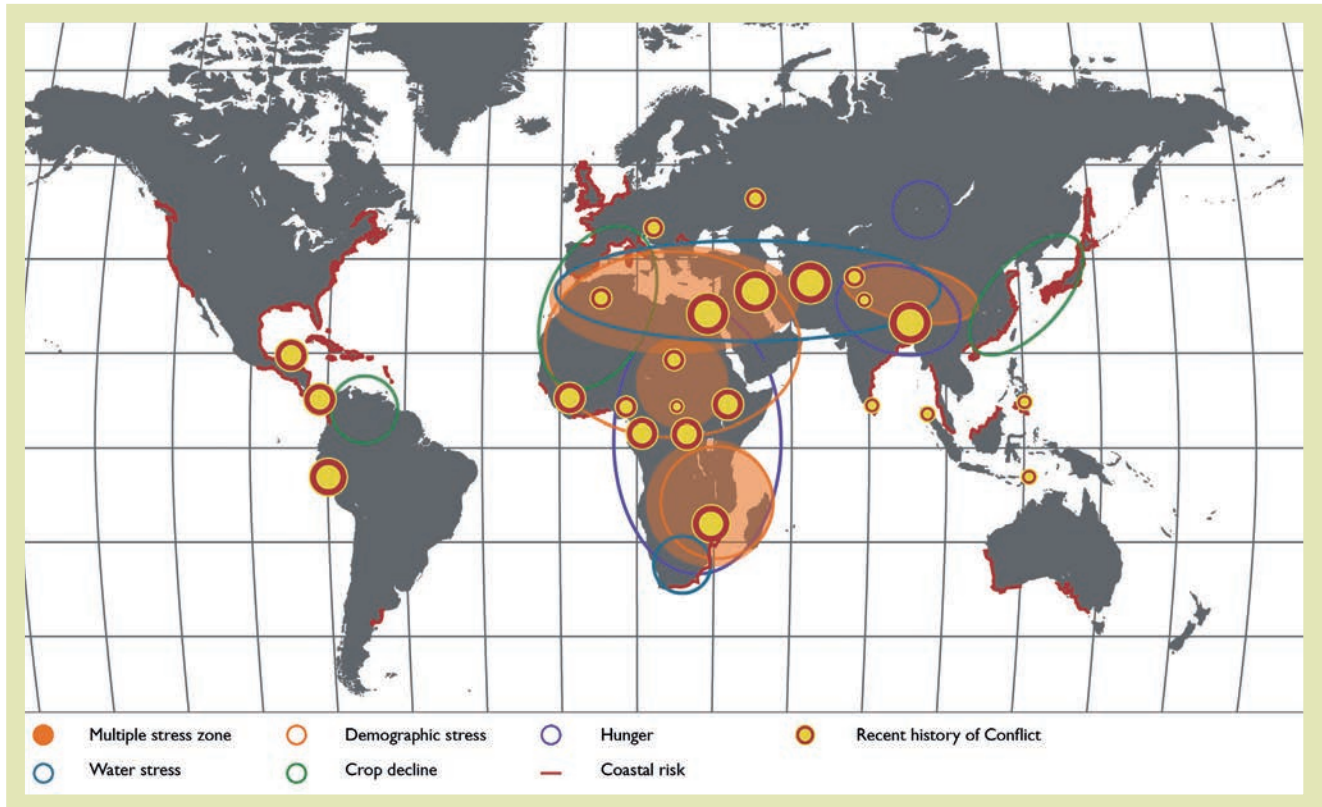 Multiple stress zone
Demographic stress
Hunger
Recent history of Conflict
Water stress
Crop decline
Coastal risk